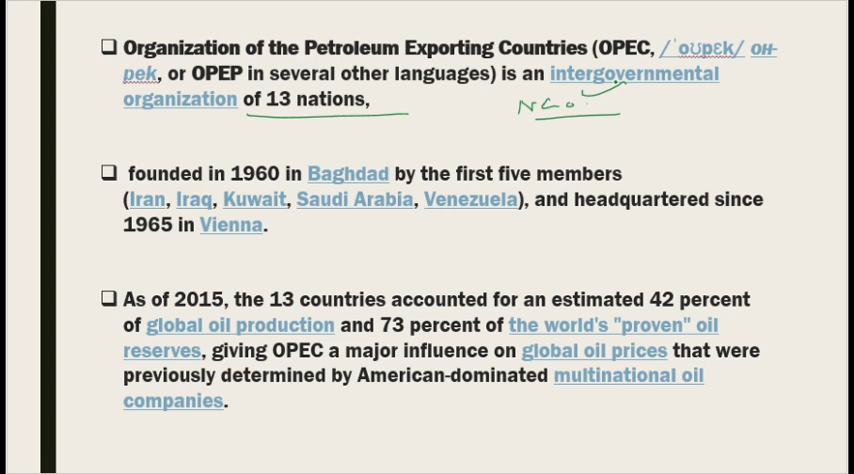 ❑ Organization of the Petroleum Exporting Countries (OPEC, /ˈoʊpɛk/ OH-
pek, or OPEP in several other languages) is an intergovernmental
organization of 13 nations,
NGO
❑ founded in 1960 in Baghdad by the first five members
(Iran, Iraq, Kuwait, Saudi Arabia, Venezuela), and headquartered since
1965 in Vienna.
❑ As of 2015, the 13 countries accounted for an estimated 42 percent
of global oil production and 73 percent of the world's "proven" oil
reserves, giving OPEC a major influence on global oil prices that were
previously determined by American-dominated multinational oil
companies.